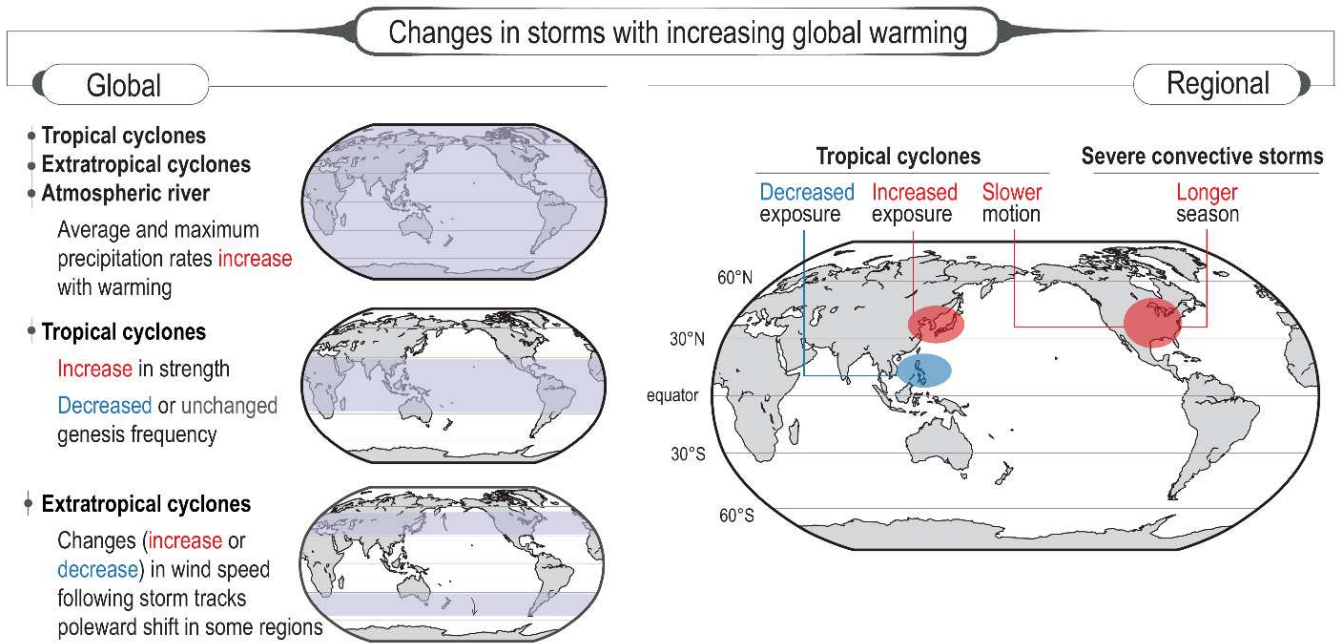 Changes in storms with increasing global warming
Global
Tropical cyclones
Extratropical cyclones
Atmospheric river
Average and maximum
precipitation rates increase
with warming
Tropical cyclones
Increase in strength
Decreased or unchanged
genesis frequency
Extratropical cyclones
Changes (increase or
decrease) in wind speed
following storm tracks
poleward shift in some regions
Regional
Tropical cyclones
Severe convective storms
Decreased
exposure
Increased
exposure
Slower
motion
Longer
season
60°N
30°N
equator
30°S
60°S